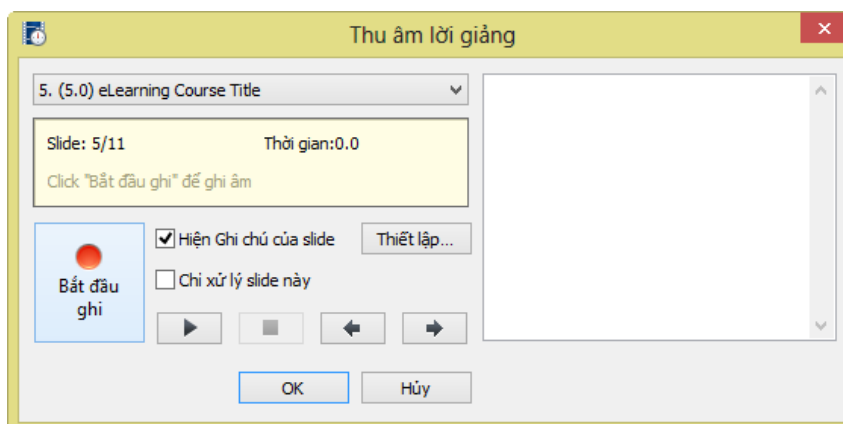 Thu âm lời giảng
5. (5.0) eLearning Course Title
Slide: 5/11 Thời gian:0.0
Click "Bắt đầu ghi" để ghi âm
Bắt đầu
ghi
Hiện Ghi chú của slide
Thiết lập...
Chỉ xử lý slide này
OK
Hủy